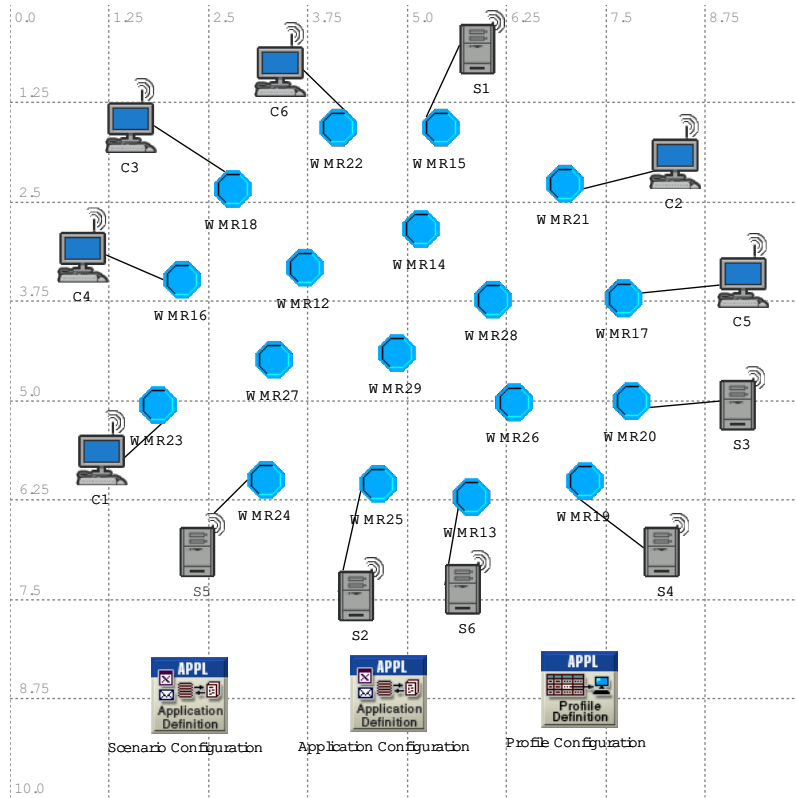 0.0 1.25 2.5 3.75 5.0 6.25 7.5 8.75
S1
1.25
C6
C3
WMR22
WMR15
C2
2.5
WMR18
WMR21
WMR14
C4
3.75
WMR16
WMR12
WMR28
WMR17
C5
WMR27
WMR29
5.0
WMR23
WMR26
WMR20
S3
C1
6.25
WMR24
WMR25
WMR13
WMR19
S5
S4
7.5
S2
S6
APPL
Application
Definition
APPL
Application
Definition
APPL
Profiile
Definition
8.75
Scenario Configuration
Application Configuration
Profile Configuration
10.0